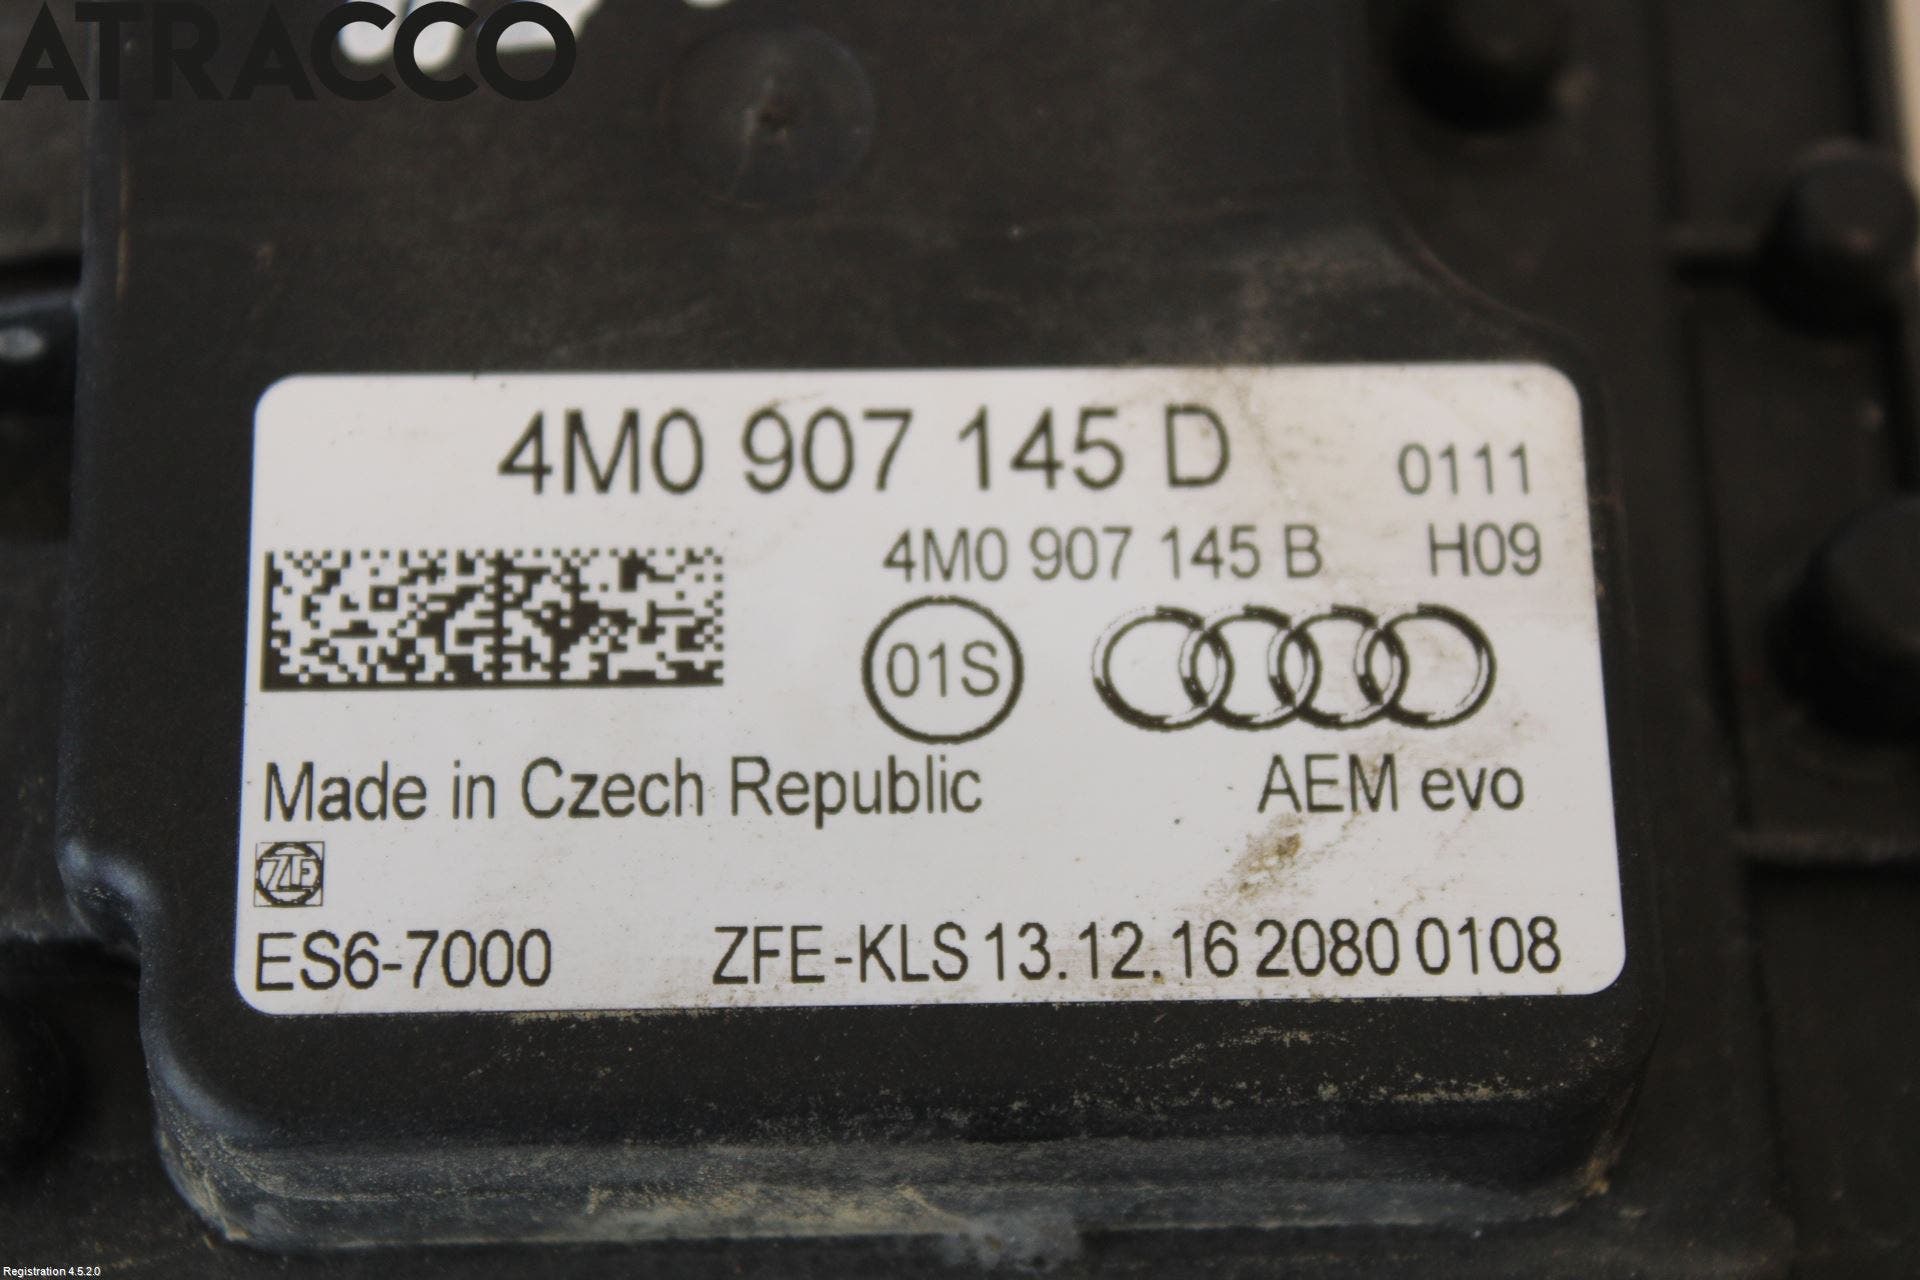 ATRACCO
4M0 907 145 D 0111
4M0 907 145 B H09
01S
Made in Czech Republic AEM evo
ZF
ES6-7000 ZFE-KLS 13.12.16 2080 0108
Registration 4.5.2.0